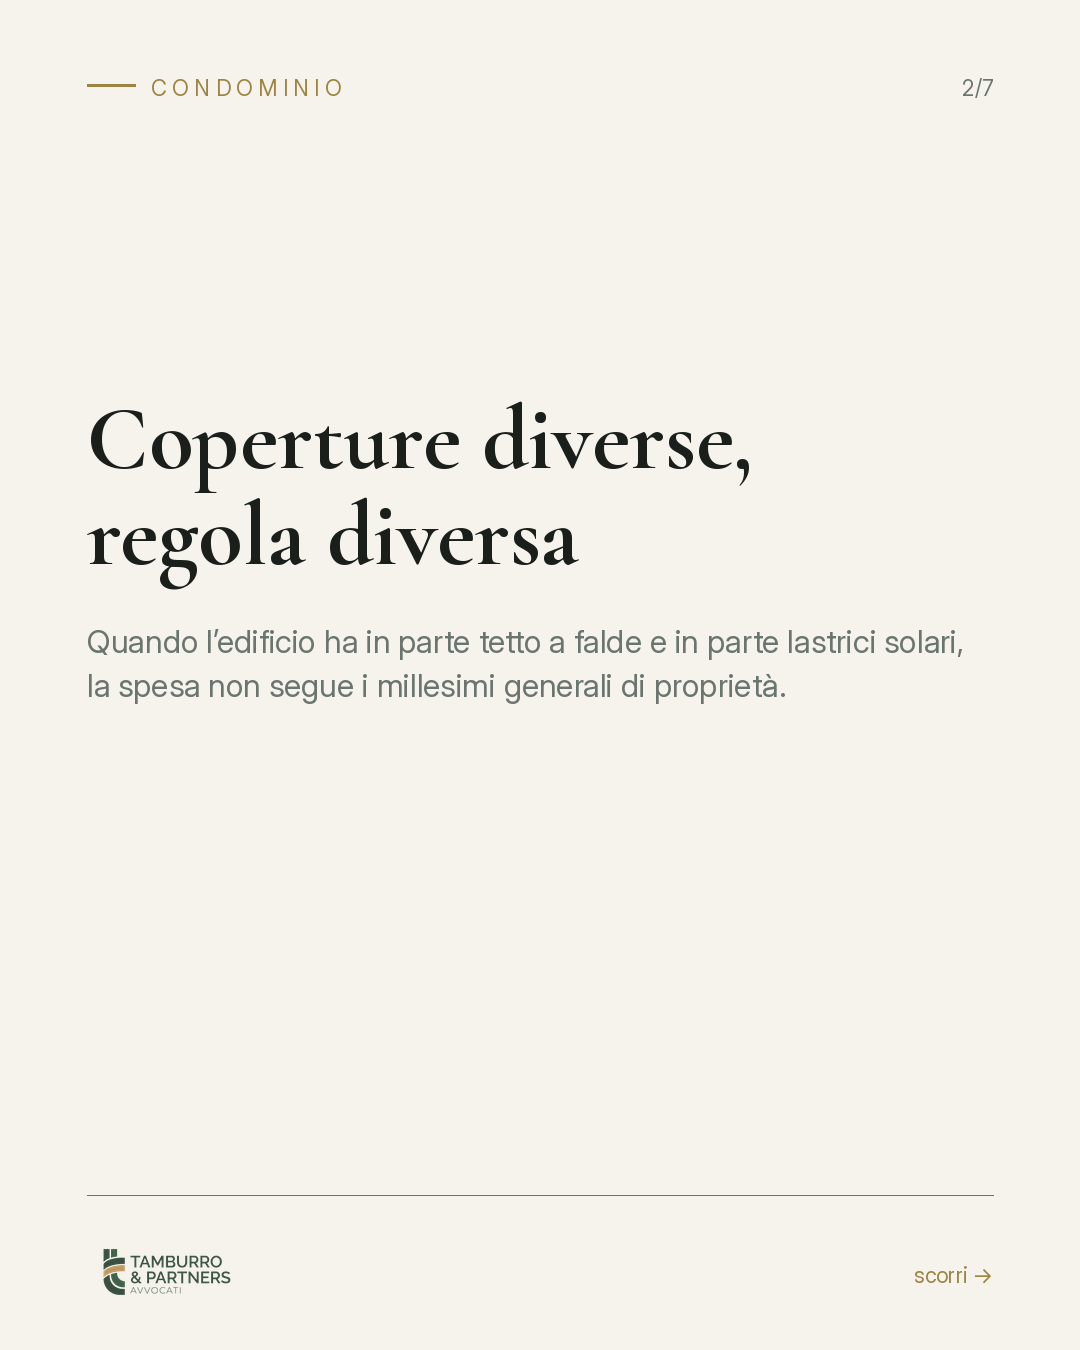 CONDOMINIO
2/7
Coperture diverse,
regola diversa
Quando l’edificio ha in parte tetto a falde e in parte lastrici solari,
la spesa non segue i millesimi generali di proprietà.
TAMBURRO
& PARTNERS
AVVOCATI
scorri →